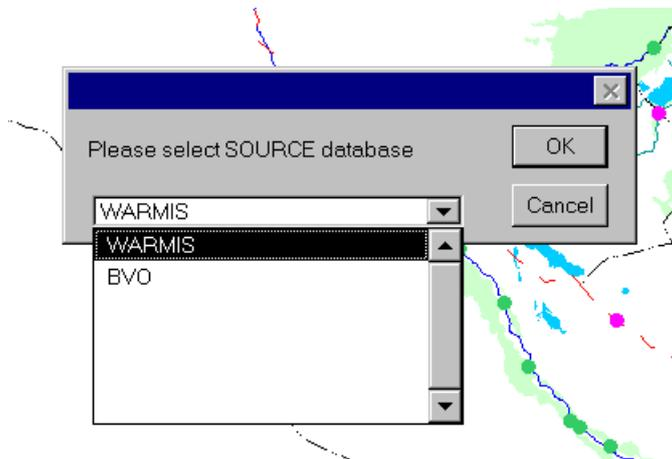 Please select SOURCE database
OK
WARMIS
Cancel
WARMIS
BVO